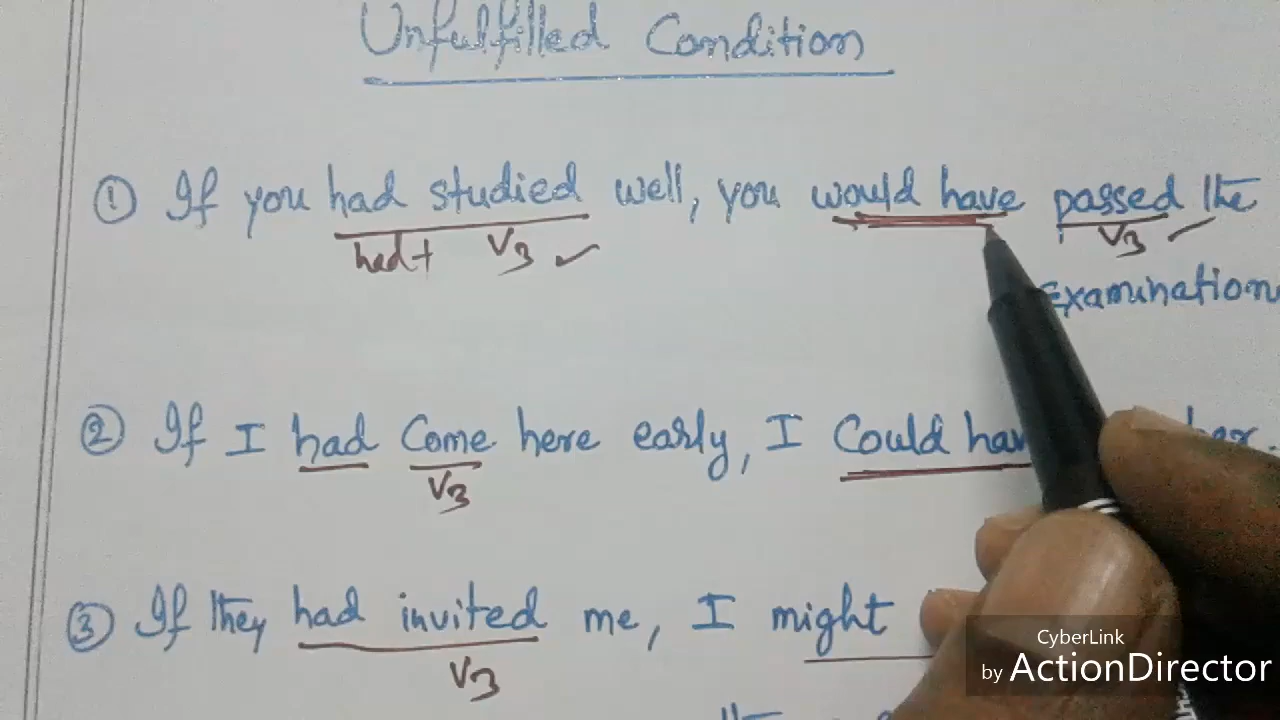 Unfulfilled Condition
① If you had studied well, you would have passed the
had+ V3 ✓ V3 ✓
Examination
② If I had come here early, I could
V3
③ If they had invited me, I might
V3
CyberLink
by ActionDirector